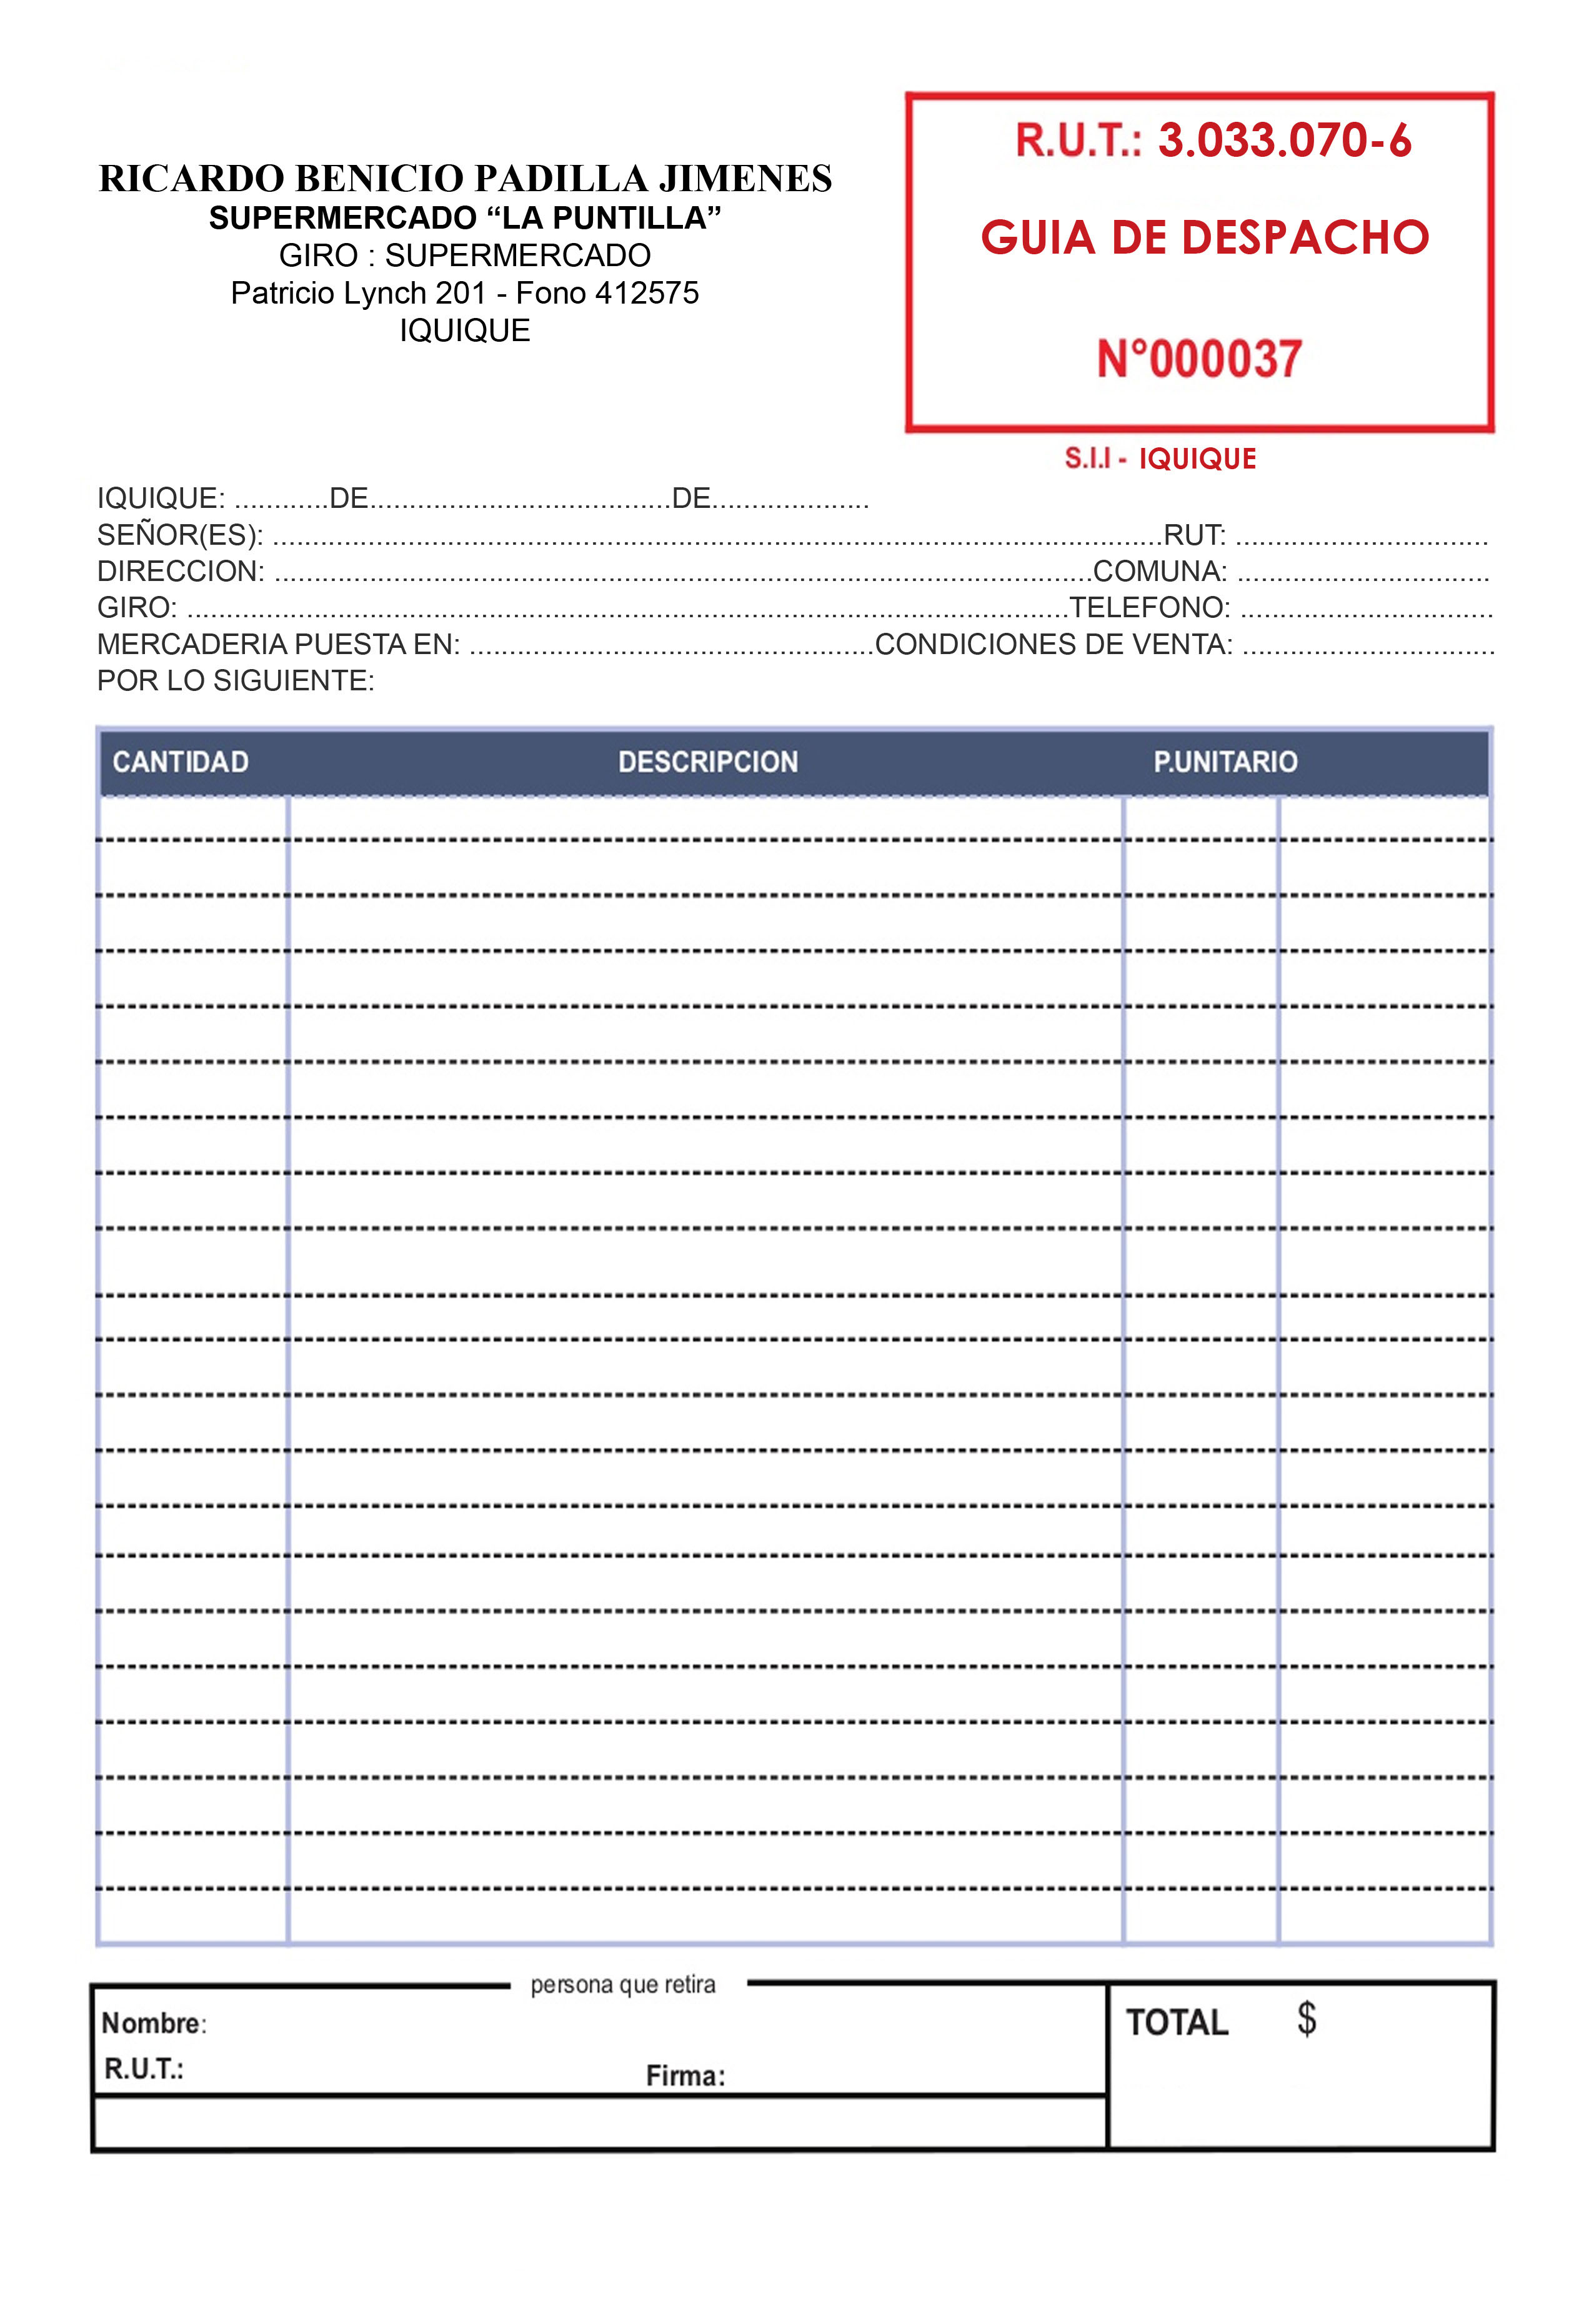 RICARDO BENICIO PADILLA JIMENES
SUPERMERCADO “LA PUNTILLA”
GIRO : SUPERMERCADO
Patricio Lynch 201 - Fono 412575
IQUIQUE
R.U.T.: 3.033.070-6
GUIA DE DESPACHO
N°000037
S.I.I - IQUIQUE
IQUIQUE: ............DE......................................DE....................
SEÑOR(ES): ................................................................................................................RUT: ................................
DIRECCION: .......................................................................................................COMUNA: ................................
GIRO: ...............................................................................................................TELEFONO: ................................
MERCADERIA PUESTA EN: ...................................................CONDICIONES DE VENTA: ................................
POR LO SIGUIENTE:
CANTIDAD DESCRIPCION P.UNITARIO
persona que retira
Nombre:
R.U.T.: Firma:
TOTAL $